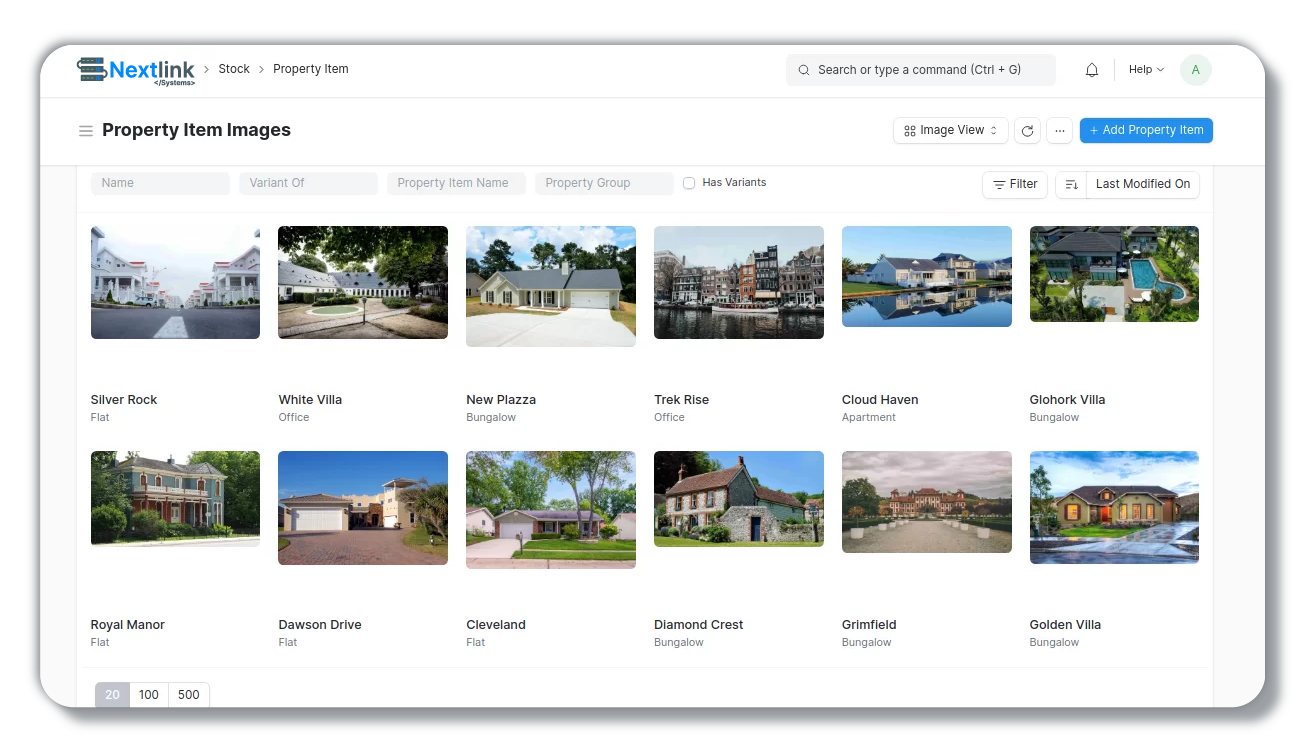 Nextlink
</Systems>
Stock
Property Item
Search or type a command (Ctrl + G)
Help
A
Property Item Images
Image View
...
+ Add Property Item
Name
Variant Of
Property Item Name
Property Group
Has Variants
Filter
Last Modified On
Silver Rock
Flat
White Villa
Office
New Plazza
Bungalow
Trek Rise
Office
Cloud Haven
Apartment
Glohork Villa
Bungalow
Royal Manor
Flat
Dawson Drive
Flat
Cleveland
Flat
Diamond Crest
Bungalow
Grimfield
Bungalow
Golden Villa
Bungalow
20
100
500